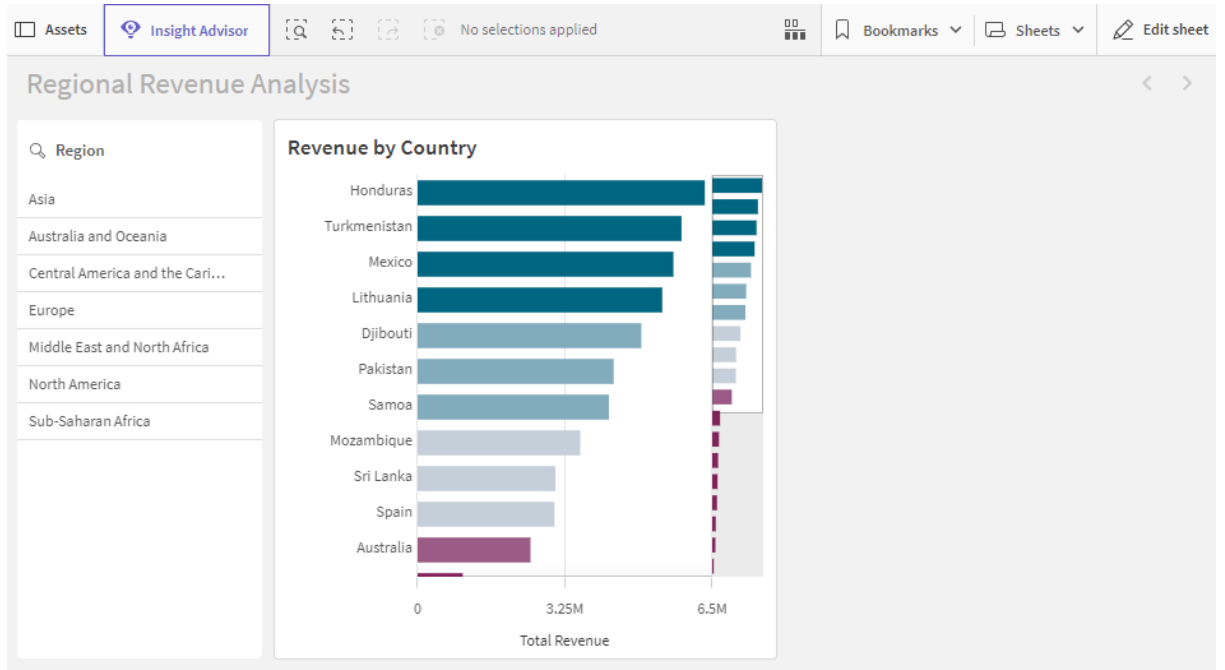 Assets
Insight Advisor
No selections applied
Bookmarks
Sheets
Edit sheet
Regional Revenue Analysis
Region
Asia
Australia and Oceania
Central America and the Cari...
Europe
Middle East and North Africa
North America
Sub-Saharan Africa
Revenue by Country
Honduras
Turkmenistan
Mexico
Lithuania
Djibouti
Pakistan
Samoa
Mozambique
Sri Lanka
Spain
Australia
0 3.25M 6.5M
Total Revenue